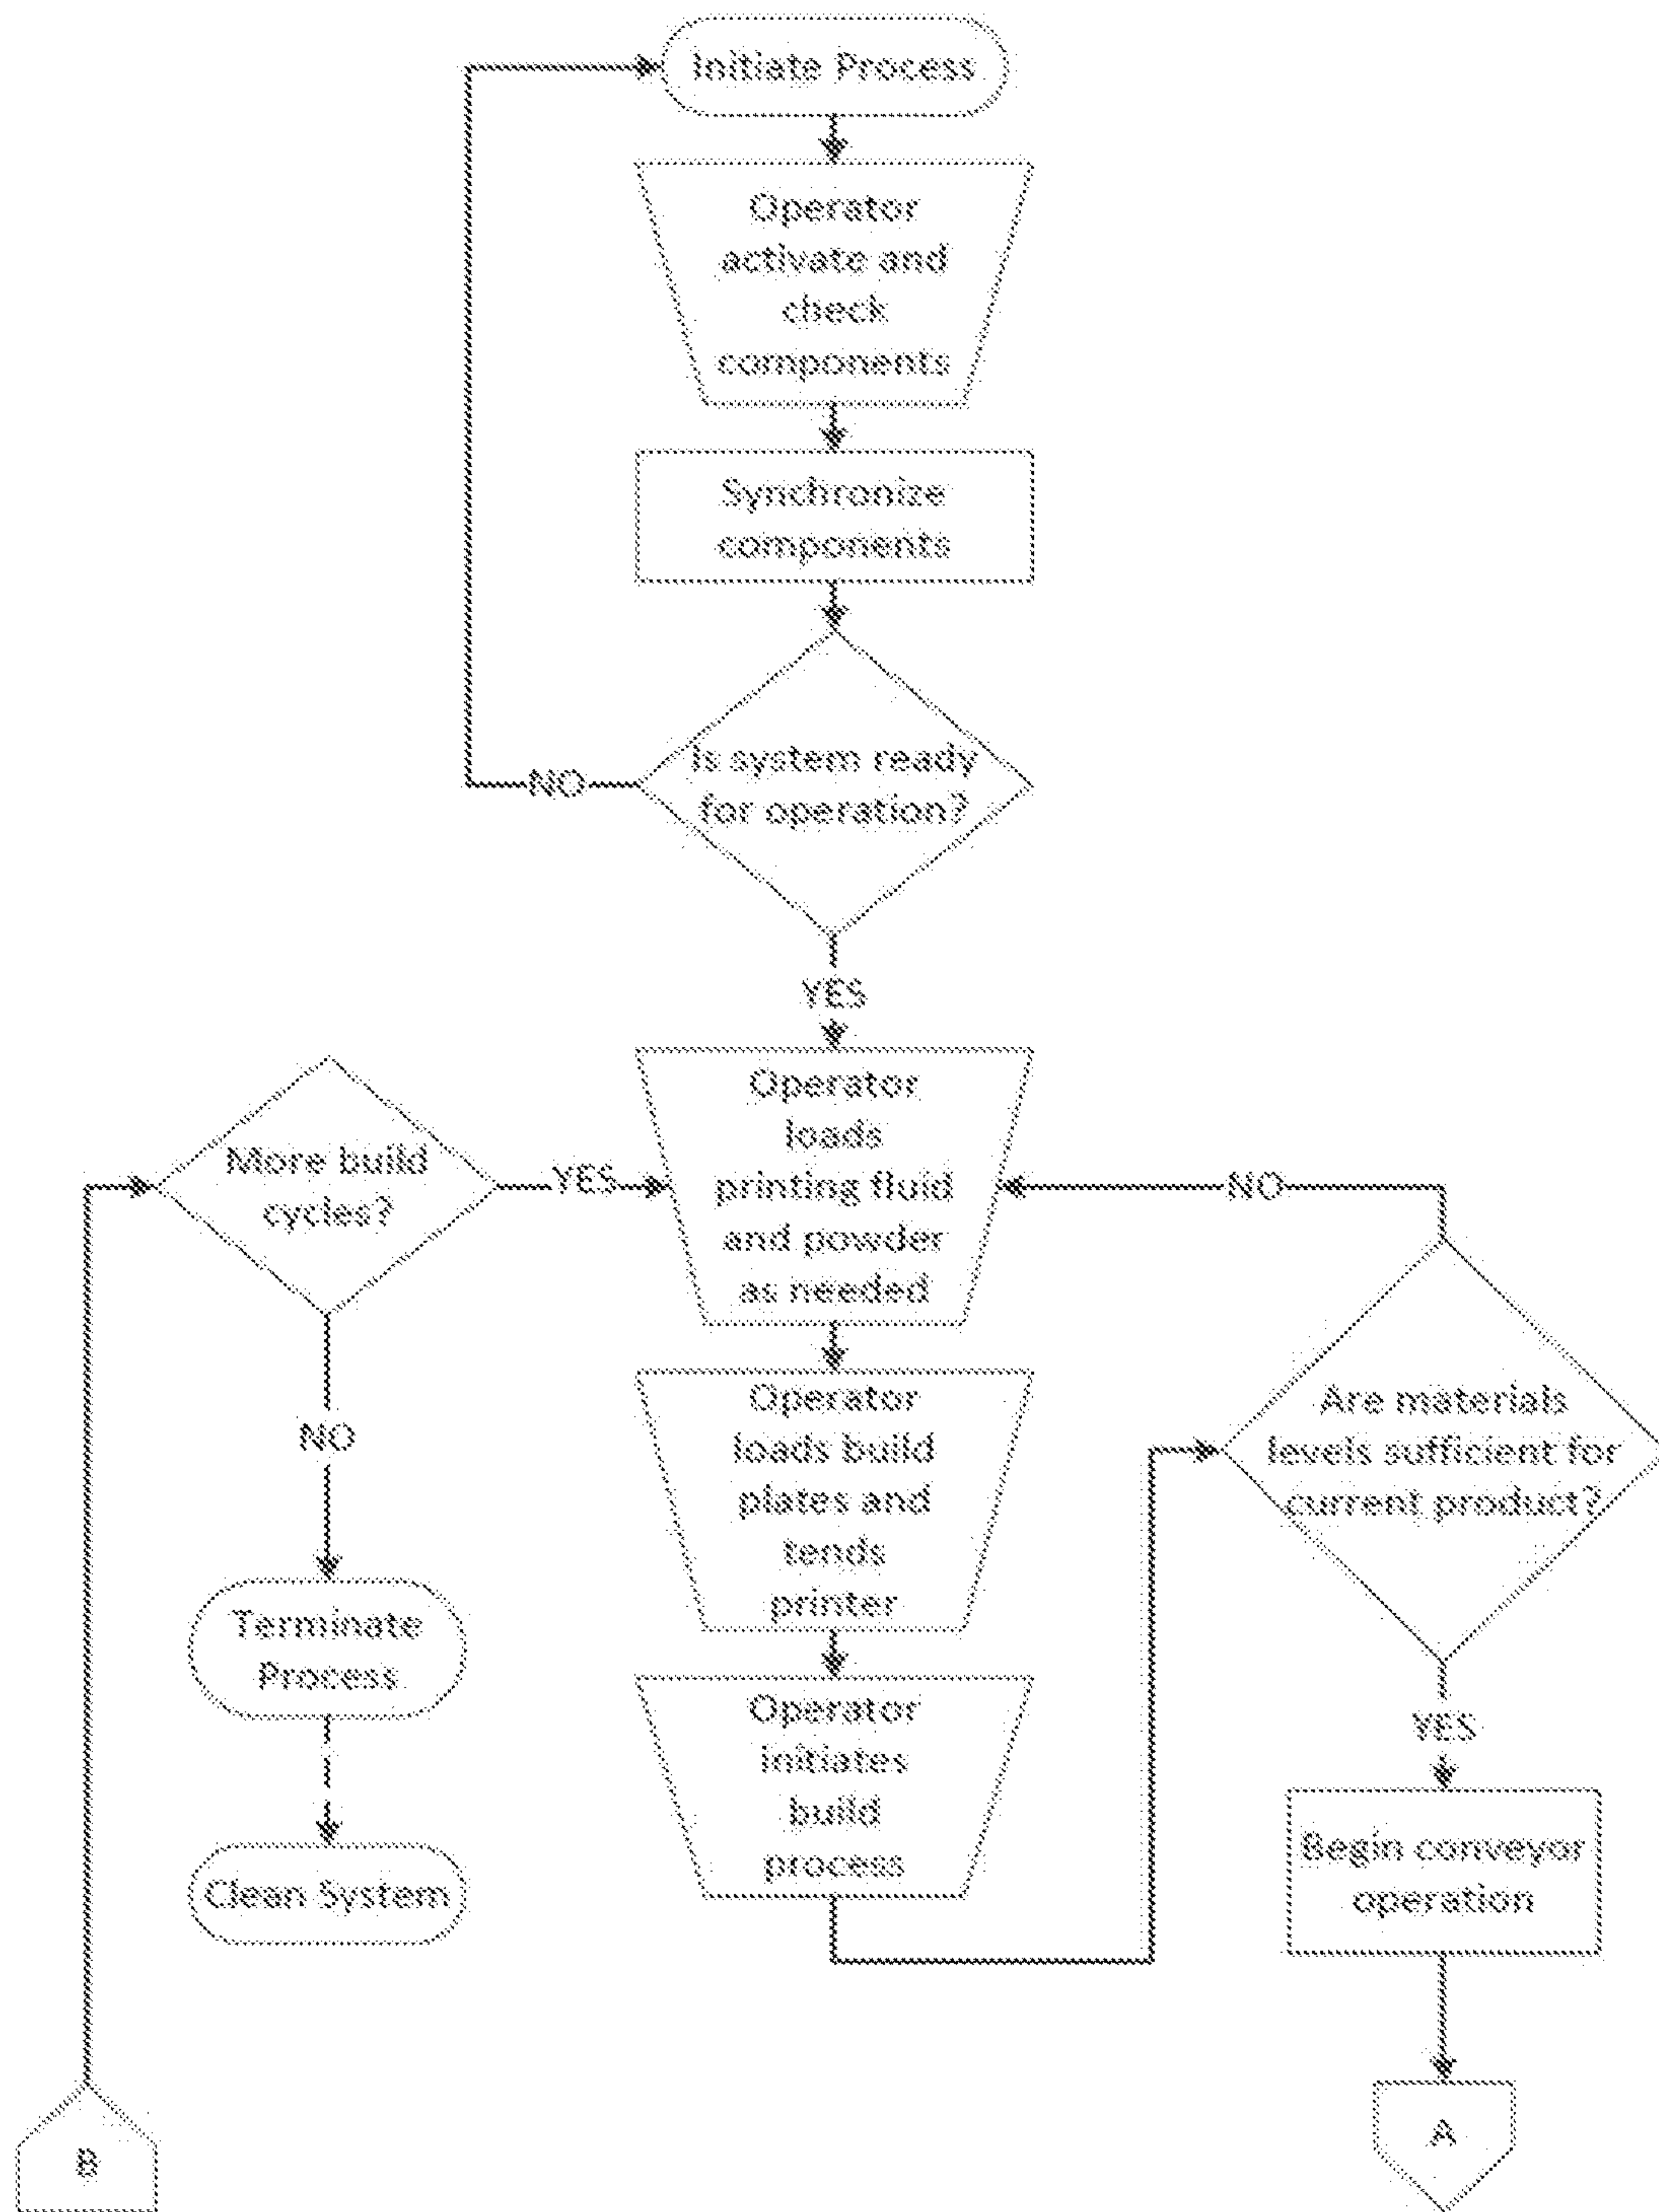 Initiate Process
Operator
activate and
check
components
Synchronize
components
Is system ready
for operation?
NO
YES
Operator
loads
printing fluid
and powder
as needed
More build
cycles?
YES
NO
NO
Operator
loads build
plates and
tends
printer
Are materials
levels sufficient for
current product?
Terminate
Process
Operator
initiates
build
process
YES
Clean System
Begin conveyor
operation
B
A